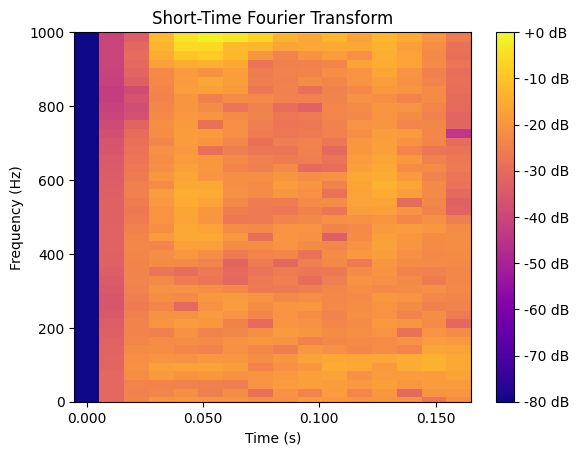 Short-Time Fourier Transform
1000
800
600
400
200
0
Frequency (Hz)
0.000
0.050
0.100
0.150
Time (s)
+0 dB
-10 dB
-20 dB
-30 dB
-40 dB
-50 dB
-60 dB
-70 dB
-80 dB